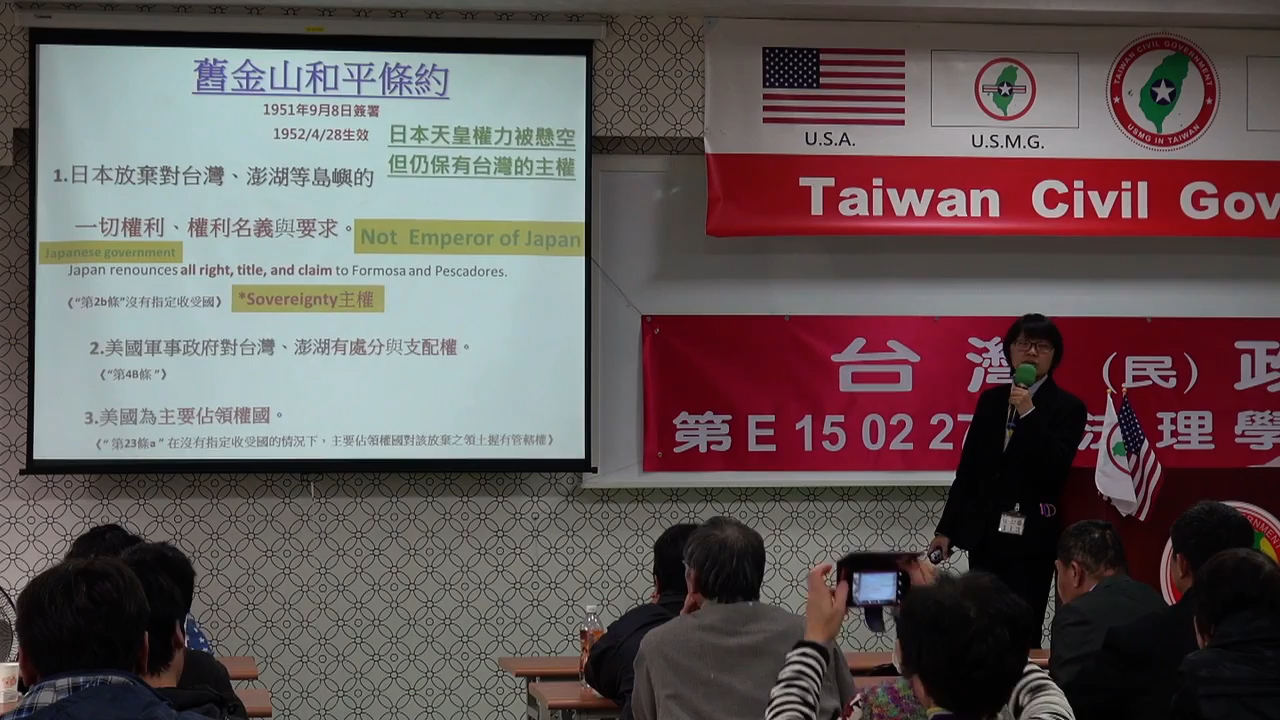 舊金山和平條約
1951年9月8日簽署
1952/4/28生效
日本天皇權力被懸空
但仍保有台灣的主權
1.日本放棄對台灣、澎湖等島嶼的
一切權利、權利名義與要求。
Not Emperor of Japan
Japanese government
Japan renounces all right, title, and claim to Formosa and Pescadores.
《“第2b條”沒有指定收受國》
*Sovereignty主權
2.美國軍事政府對台灣、澎湖有處分與支配權。
《“第4B條”》
3.美國為主要佔領權國。
《“ 第23條a ” 在沒有指定收受國的情況下，主要佔領權國對該放棄之領土握有管轄權》
U.S.A.
U.S.M.G.
TAIWAN CIVIL GOVERNMENT
USMG IN TAIWAN
Taiwan Civil Gov
台灣（民）政
第E 15 02 27 法理學